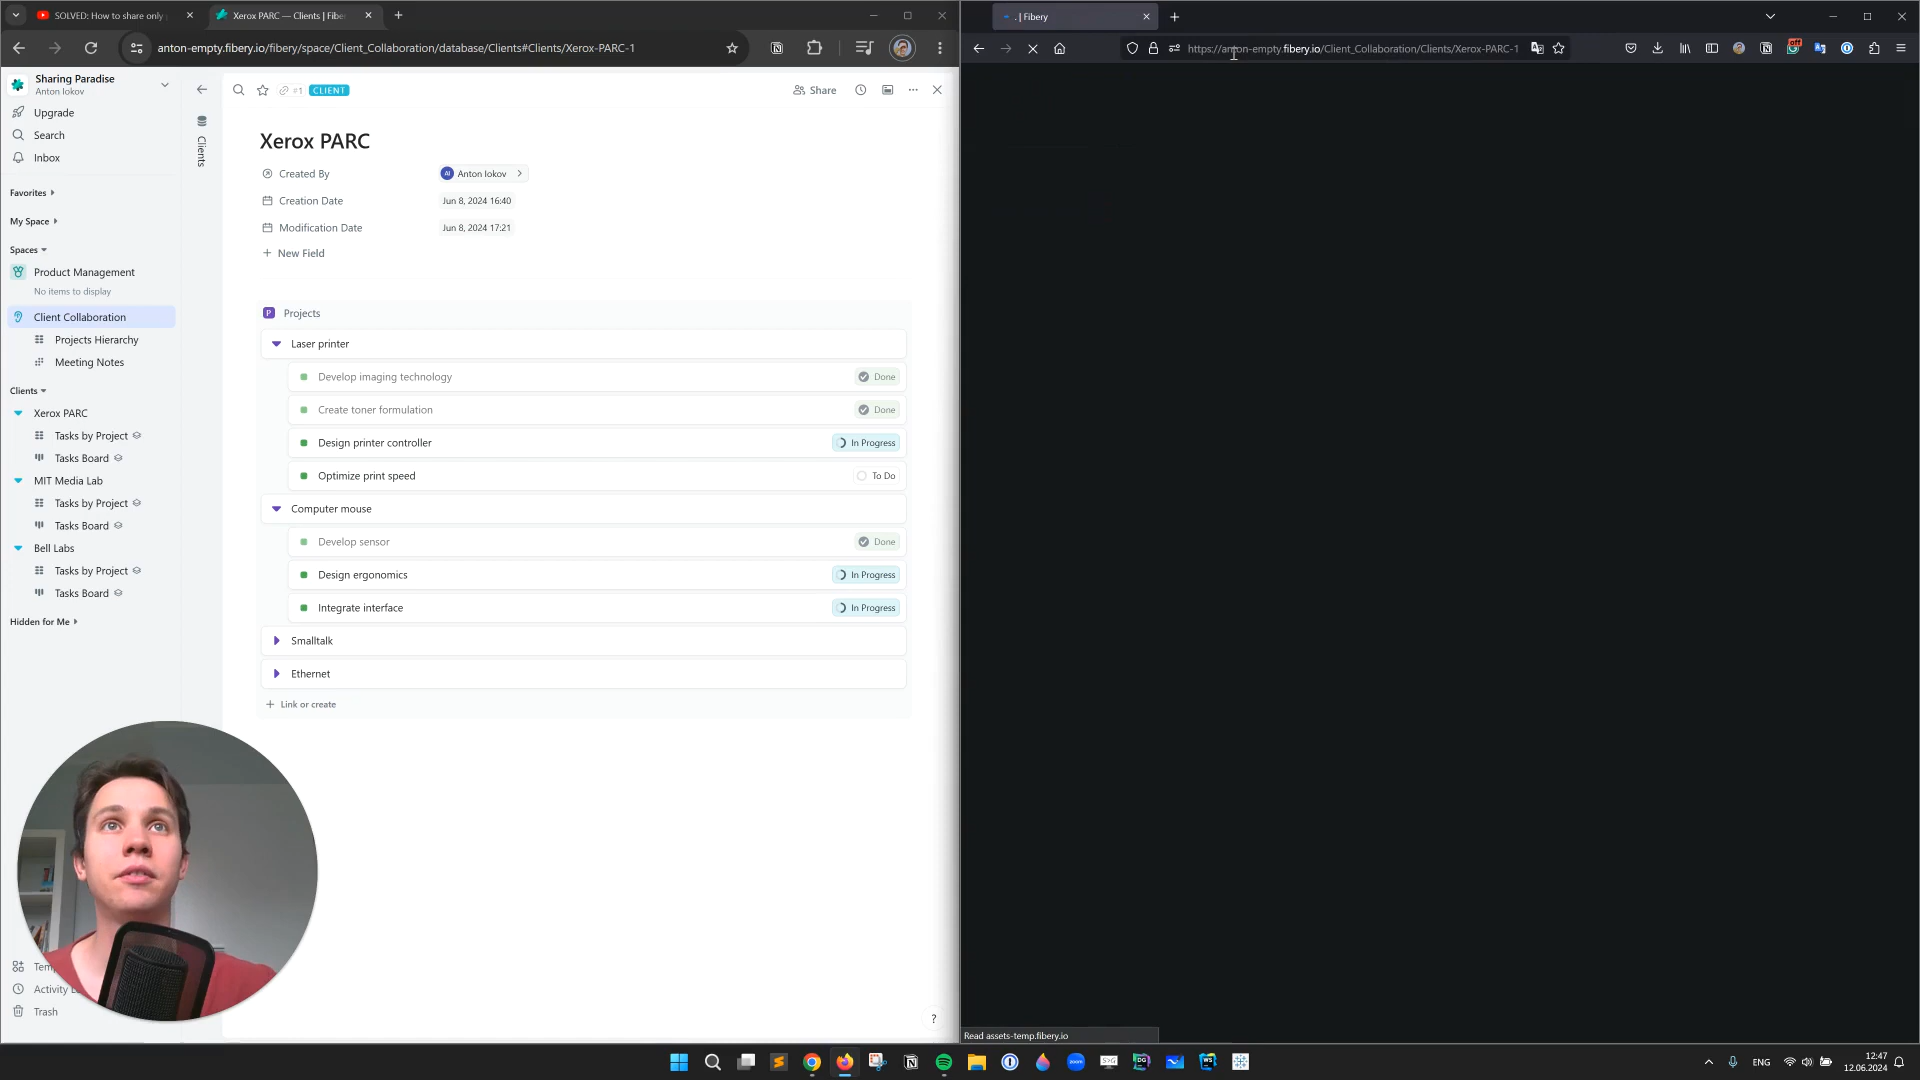 SOLVED: How to share only
Xerox PARC — Clients | Fiber
. | Fibery
anton-empty.fibery.io/fibery/space/Client_Collaboration/database/Clients#Clients/Xerox-PARC-1
https://anton-empty.fibery.io/Client_Collaboration/Clients/Xerox-PARC-1
off
Sharing Paradise
Anton Iokov
Upgrade
Search
Inbox
Favorites
My Space
Spaces
Product Management
No items to display
Client Collaboration
Projects Hierarchy
Meeting Notes
Clients
Xerox PARC
Tasks by Project
Tasks Board
MIT Media Lab
Tasks by Project
Tasks Board
Bell Labs
Tasks by Project
Tasks Board
Hidden for Me
Activity
Trash
Clients
#1 CLIENT
Share
Xerox PARC
Created By
AI Anton Iokov
Creation Date
Jun 8, 2024 16:40
Modification Date
Jun 8, 2024 17:21
New Field
P Projects
Laser printer
Develop imaging technology Done
Create toner formulation Done
Design printer controller In Progress
Optimize print speed To Do
Computer mouse
Develop sensor Done
Design ergonomics In Progress
Integrate interface In Progress
Smalltalk
Ethernet
Link or create
?
Read assets-temp.fibery.io
ENG
12:47
12.06.2024